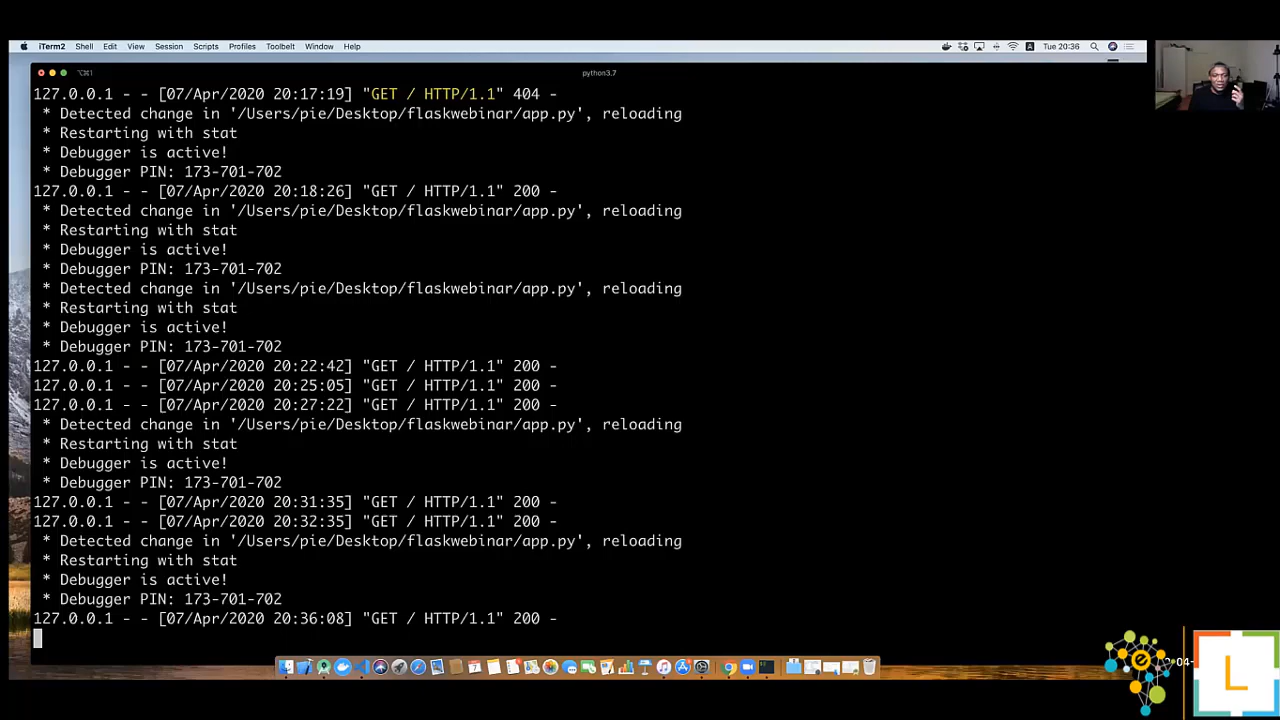 iTerm2 Shell Edit View Session Scripts Profiles Toolbelt Window Help Tue 20:36
python3.7
127.0.0.1 - - [07/Apr/2020 20:17:19] "GET / HTTP/1.1" 404 -
* Detected change in '/Users/pie/Desktop/flaskwebinar/app.py', reloading
* Restarting with stat
* Debugger is active!
* Debugger PIN: 173-701-702
127.0.0.1 - - [07/Apr/2020 20:18:26] "GET / HTTP/1.1" 200 -
* Detected change in '/Users/pie/Desktop/flaskwebinar/app.py', reloading
* Restarting with stat
* Debugger is active!
* Debugger PIN: 173-701-702
* Detected change in '/Users/pie/Desktop/flaskwebinar/app.py', reloading
* Restarting with stat
* Debugger is active!
* Debugger PIN: 173-701-702
127.0.0.1 - - [07/Apr/2020 20:22:42] "GET / HTTP/1.1" 200 -
127.0.0.1 - - [07/Apr/2020 20:25:05] "GET / HTTP/1.1" 200 -
127.0.0.1 - - [07/Apr/2020 20:27:22] "GET / HTTP/1.1" 200 -
* Detected change in '/Users/pie/Desktop/flaskwebinar/app.py', reloading
* Restarting with stat
* Debugger is active!
* Debugger PIN: 173-701-702
127.0.0.1 - - [07/Apr/2020 20:31:35] "GET / HTTP/1.1" 200 -
127.0.0.1 - - [07/Apr/2020 20:32:35] "GET / HTTP/1.1" 200 -
* Detected change in '/Users/pie/Desktop/flaskwebinar/app.py', reloading
* Restarting with stat
* Debugger is active!
* Debugger PIN: 173-701-702
127.0.0.1 - - [07/Apr/2020 20:36:08] "GET / HTTP/1.1" 200 -
04-
L